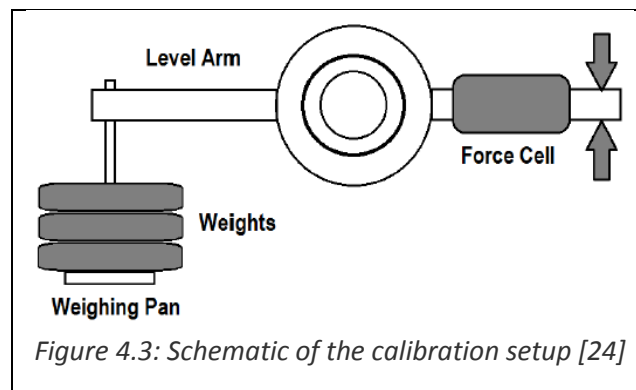 Level Arm
Force Cell
Weights
Weighing Pan
Figure 4.3: Schematic of the calibration setup [24]